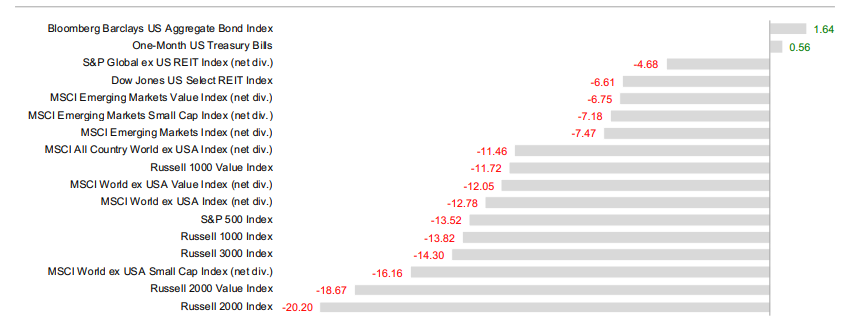 Bloomberg Barclays US Aggregate Bond Index 1.64
One-Month US Treasury Bills 0.56
S&P Global ex US REIT Index (net div.) -4.68
Dow Jones US Select REIT Index -6.61
MSCI Emerging Markets Value Index (net div.) -6.75
MSCI Emerging Markets Small Cap Index (net div.) -7.18
MSCI Emerging Markets Index (net div.) -7.47
MSCI All Country World ex USA Index (net div.) -11.46
Russell 1000 Value Index -11.72
MSCI World ex USA Value Index (net div.) -12.05
MSCI World ex USA Index (net div.) -12.78
S&P 500 Index -13.52
Russell 1000 Index -13.82
Russell 3000 Index -14.30
MSCI World ex USA Small Cap Index (net div.) -16.16
Russell 2000 Value Index -18.67
Russell 2000 Index -20.20